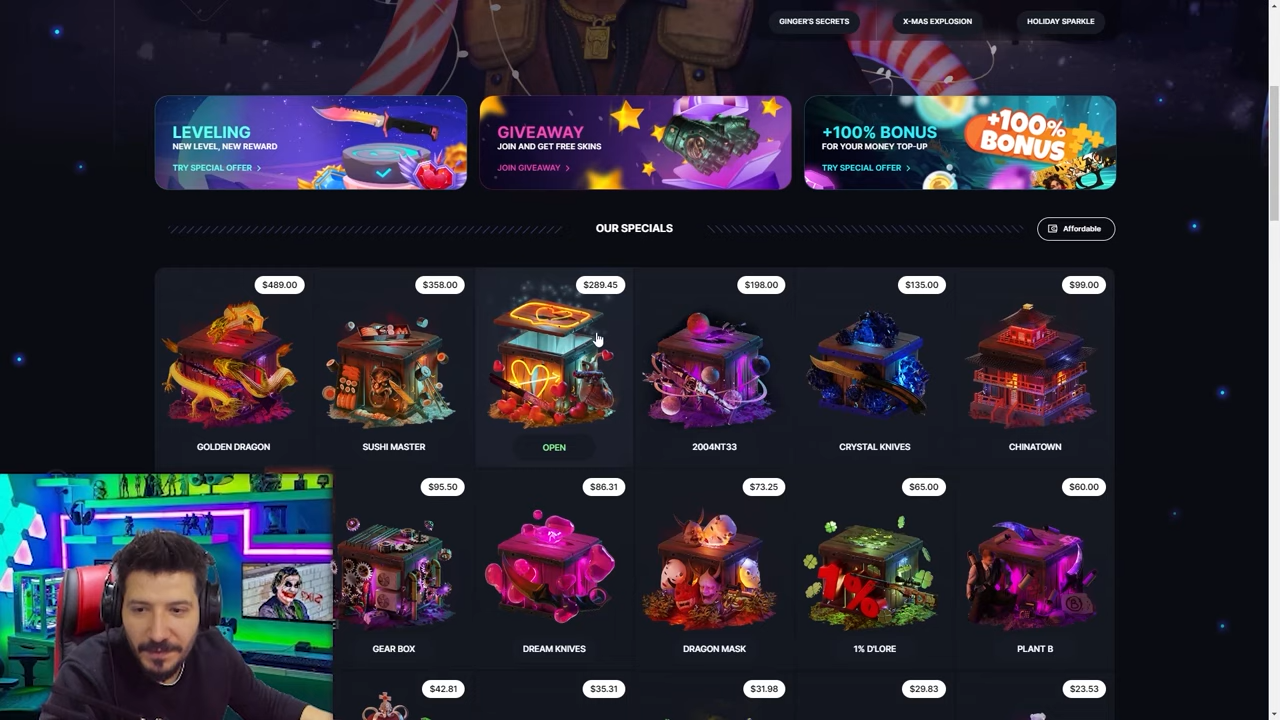 GINGER'S SECRETS
X-MAS EXPLOSION
HOLIDAY SPARKLE
LEVELING
NEW LEVEL, NEW REWARD
TRY SPECIAL OFFER
GIVEAWAY
JOIN AND GET FREE SKINS
JOIN GIVEAWAY
+100% BONUS
FOR YOUR MONEY TOP-UP
TRY SPECIAL OFFER
+100%
BONUS
OUR SPECIALS
Affordable
$489.00
$358.00
$289.45
$198.00
$135.00
$99.00
GOLDEN DRAGON
SUSHI MASTER
OPEN
2004NT33
CRYSTAL KNIVES
CHINATOWN
$95.50
$86.31
$73.25
$65.00
$60.00
1%
GEAR BOX
DREAM KNIVES
DRAGON MASK
1% D'LORE
PLANT B
$42.81
$35.31
$31.98
$29.83
$23.53